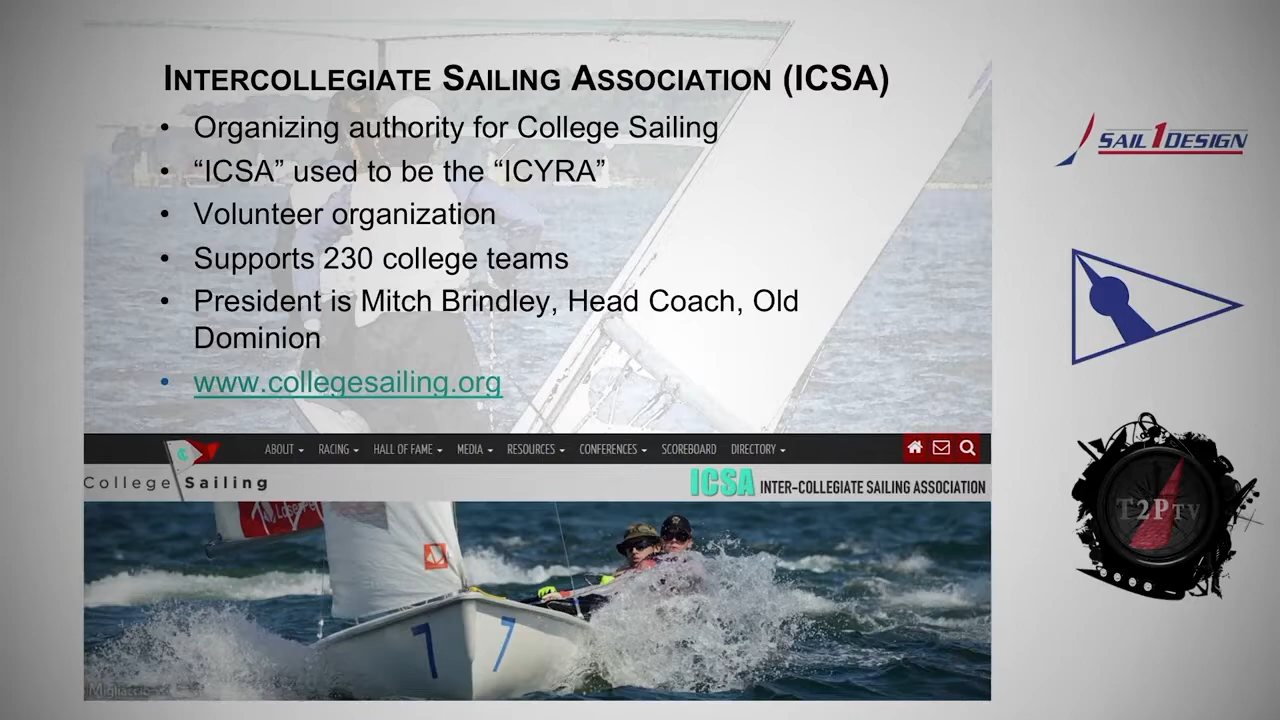 INTERCOLLEGIATE SAILING ASSOCIATION (ICSA)
• Organizing authority for College Sailing
• “ICSA” used to be the “ICYRA”
• Volunteer organization
• Supports 230 college teams
• President is Mitch Brindley, Head Coach, Old
Dominion
• www.collegesailing.org
SAIL1DESIGN
T2PTV
ABOUT RACING HALL OF FAME MEDIA RESOURCES CONFERENCES SCOREBOARD DIRECTORY
College Sailing
ICSA INTER-COLLEGIATE SAILING ASSOCIATION
7 7